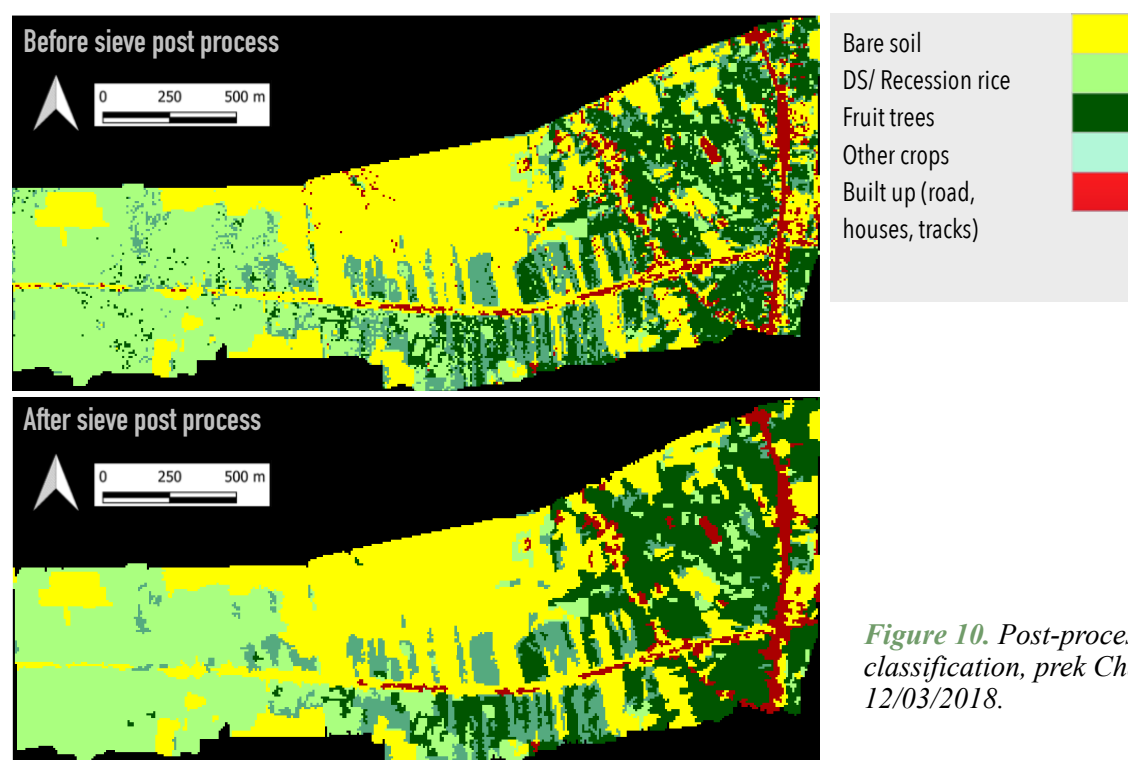 Before sieve post process
0 250 500 m
After sieve post process
0 250 500 m
Bare soil
DS/ Recession rice
Fruit trees
Other crops
Built up (road,
houses, tracks)
Figure 10. Post-proces
classification, prek Ch
12/03/2018.